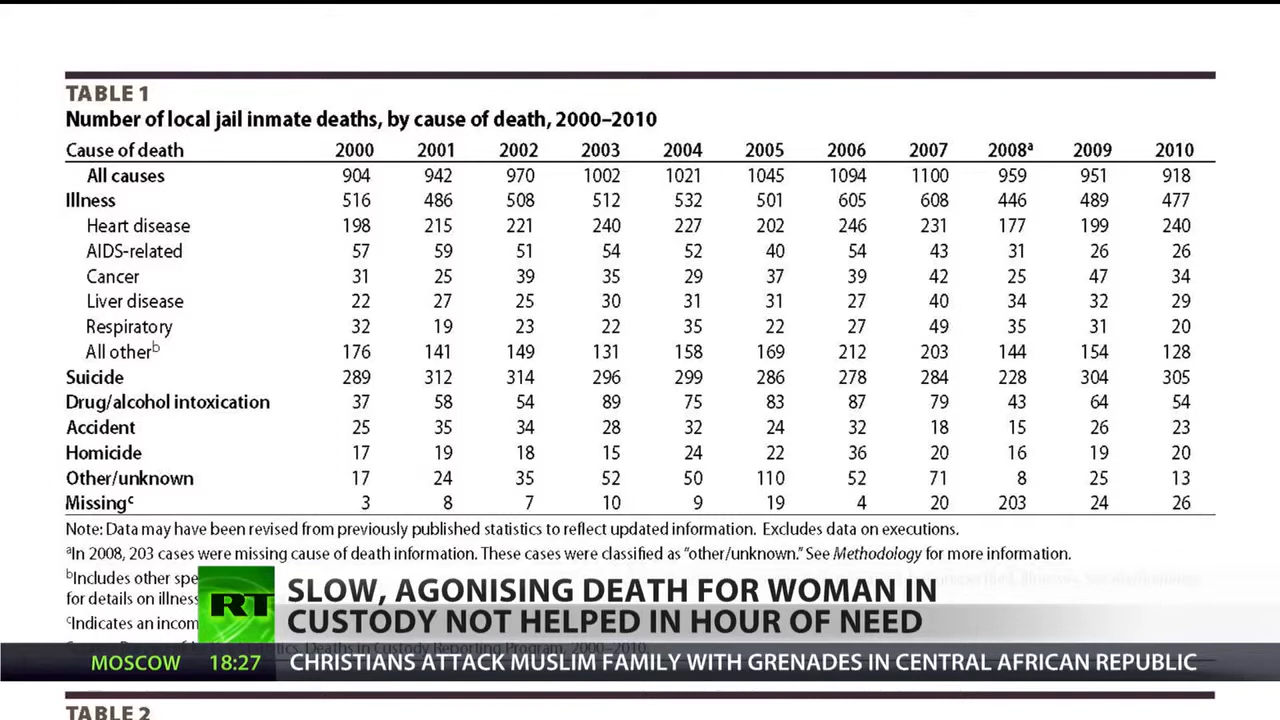 TABLE 1
Number of local jail inmate deaths, by cause of death, 2000–2010
Cause of death 2000 2001 2002 2003 2004 2005 2006 2007 2008a 2009 2010
All causes 904 942 970 1002 1021 1045 1094 1100 959 951 918
Illness 516 486 508 512 532 501 605 608 446 489 477
Heart disease 198 215 221 240 227 202 246 231 177 199 240
AIDS-related 57 59 51 54 52 40 54 43 31 26 26
Cancer 31 25 39 35 29 37 39 42 25 47 34
Liver disease 22 27 25 30 31 31 27 40 34 32 29
Respiratory 32 19 23 22 35 22 27 49 35 31 20
All otherb 176 141 149 131 158 169 212 203 144 154 128
Suicide 289 312 314 296 299 286 278 284 228 304 305
Drug/alcohol intoxication 37 58 54 89 75 83 87 79 43 64 54
Accident 25 35 34 28 32 24 32 18 15 26 23
Homicide 17 19 18 15 24 22 36 20 16 19 20
Other/unknown 17 24 35 52 50 110 52 71 8 25 13
Missingc 3 8 7 10 9 19 4 20 203 24 26
Note: Data may have been revised from previously published statistics to reflect updated information. Excludes data on executions.
aIn 2008, 203 cases were missing cause of death information. These cases were classified as "other/unknown." See Methodology for more information.
bIncludes other spe
for details on illness
cIndicates an incom
Deaths in Custody Reporting Program, 2000–2010.
RT
SLOW, AGONISING DEATH FOR WOMAN IN
CUSTODY NOT HELPED IN HOUR OF NEED
MOSCOW 18:27 CHRISTIANS ATTACK MUSLIM FAMILY WITH GRENADES IN CENTRAL AFRICAN REPUBLIC
TABLE 2